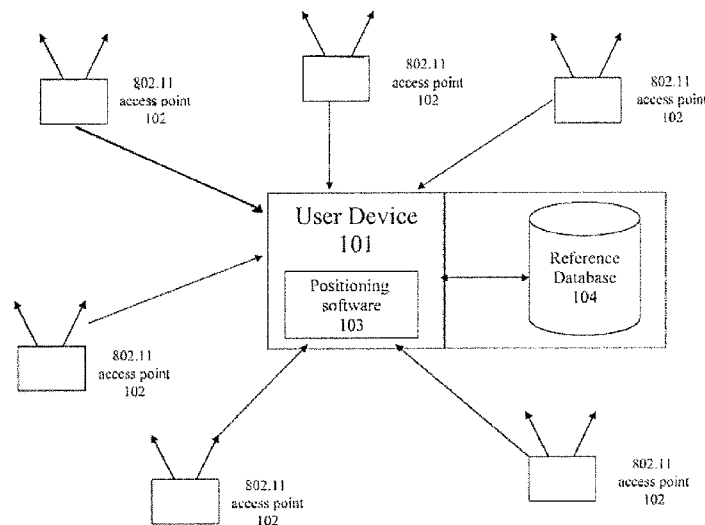 802.11
access point
102
802.11
access point
102
802.11
access point
102
User Device
101
Positioning
software
103
Reference
Database
104
802.11
access point
102
802.11
access point
102
802.11
access point
102